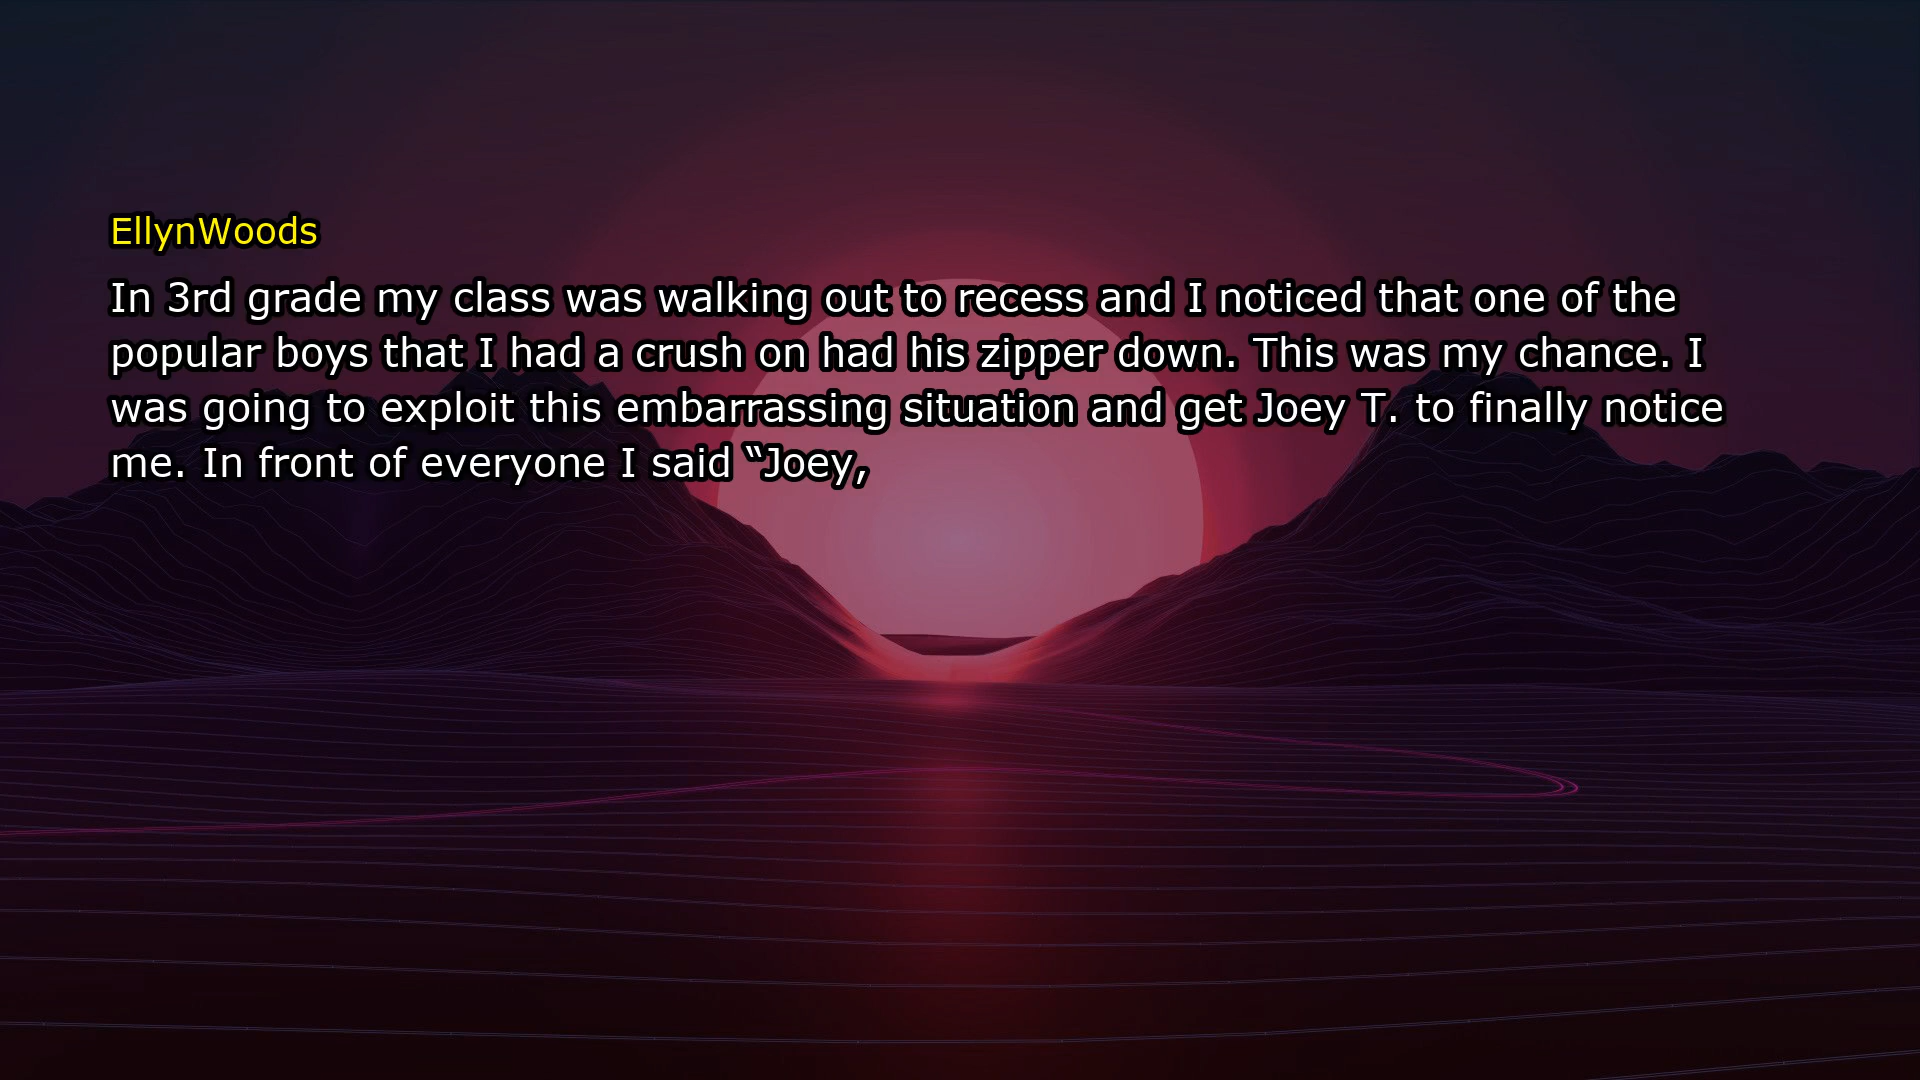 EllynWoods
In 3rd grade my class was walking out to recess and I noticed that one of the
popular boys that I had a crush on had his zipper down. This was my chance. I
was going to exploit this embarrassing situation and get Joey T. to finally notice
me. In front of everyone I said “Joey,